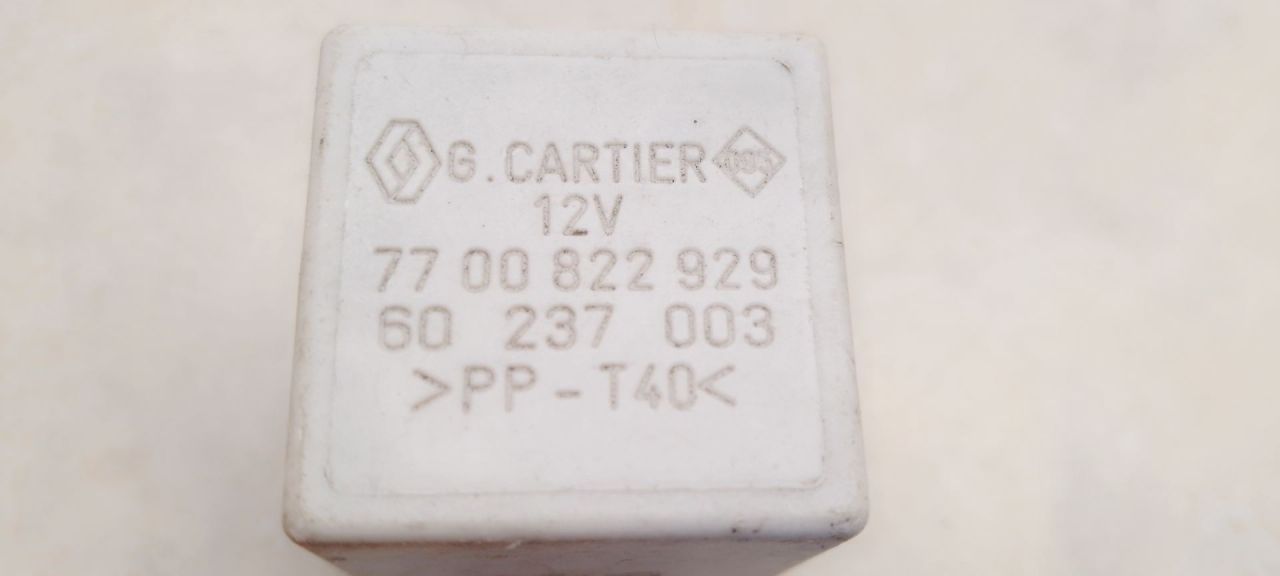 G.CARTIER
12V
77 00 822 929
60 237 003
>PP-T40<